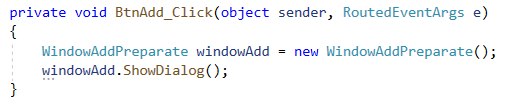 private void BtnAdd_Click(object sender, RoutedEventArgs e)
{
    WindowAddPreparate windowAdd = new WindowAddPreparate();
    windowAdd.ShowDialog();
}